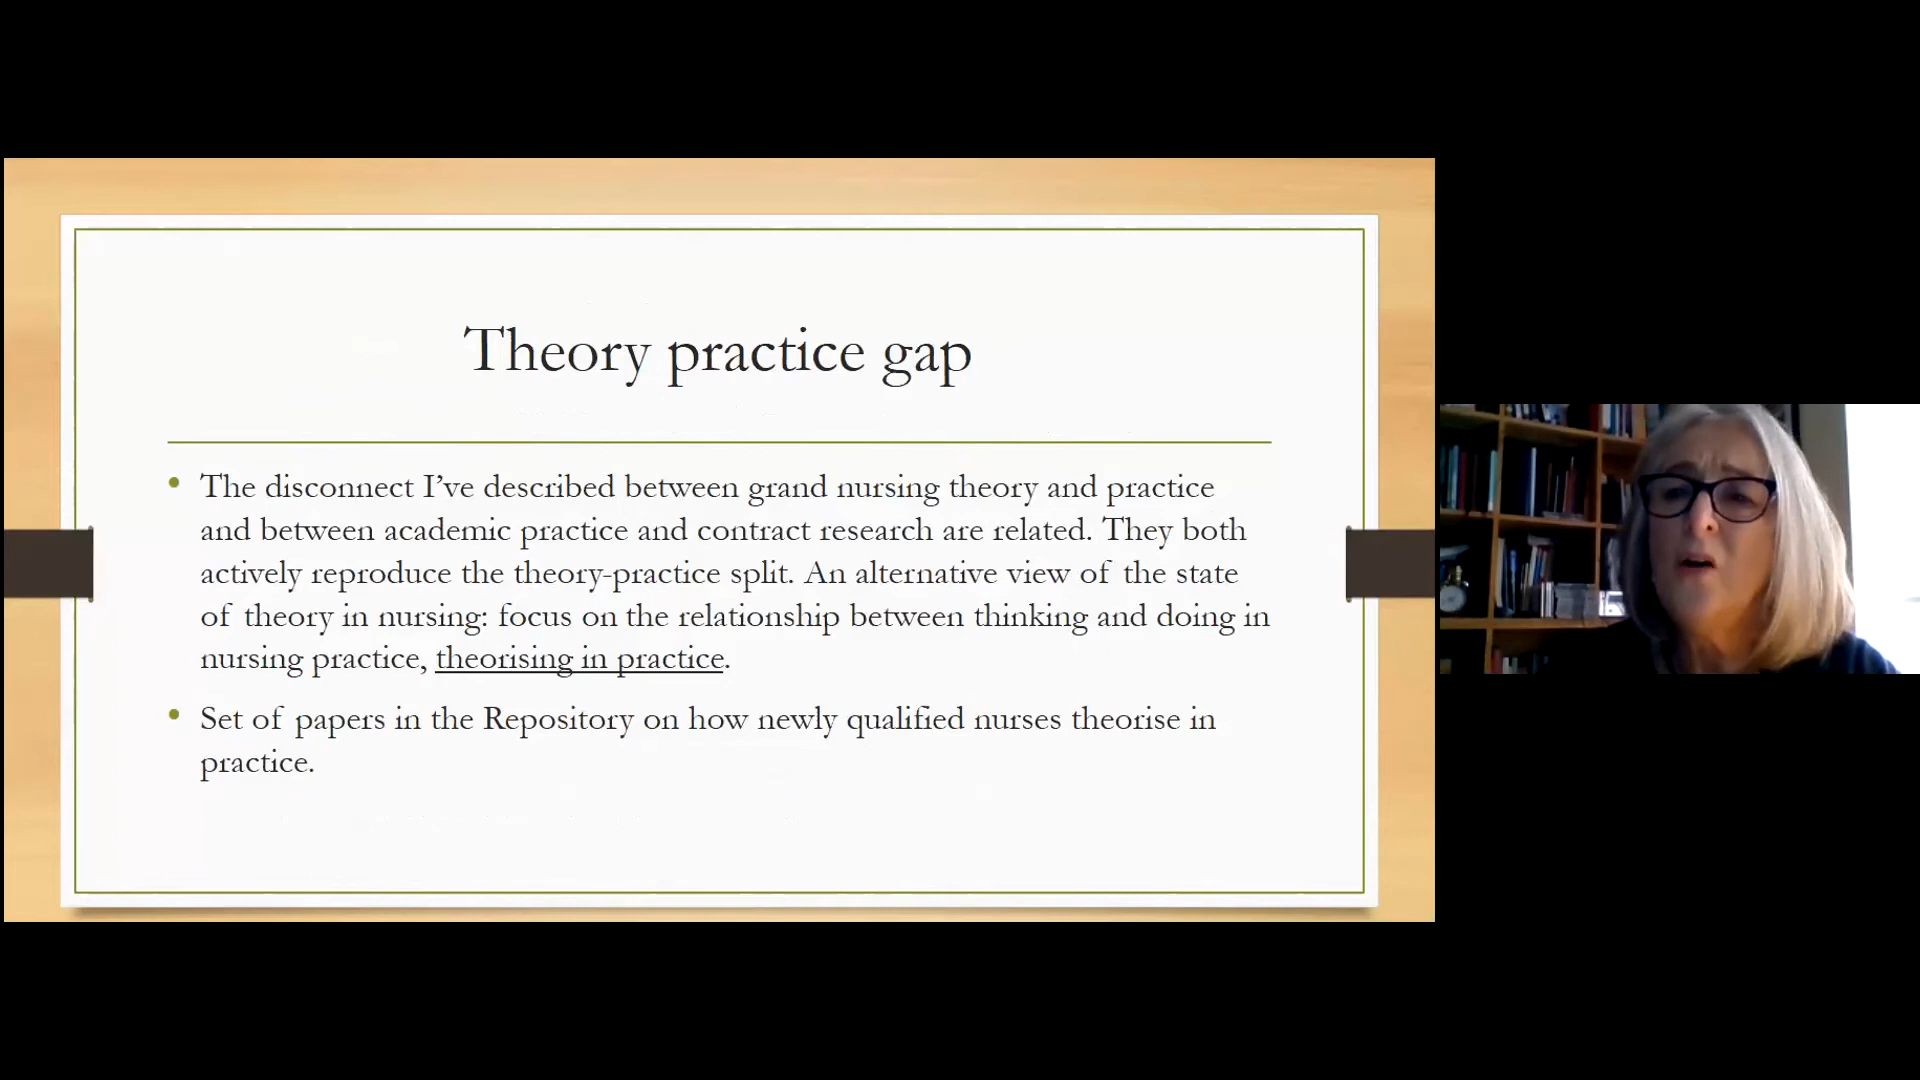 Theory practice gap
• The disconnect I’ve described between grand nursing theory and practice
and between academic practice and contract research are related. They both
actively reproduce the theory-practice split. An alternative view of the state
of theory in nursing: focus on the relationship between thinking and doing in
nursing practice, theorising in practice.
• Set of papers in the Repository on how newly qualified nurses theorise in
practice.